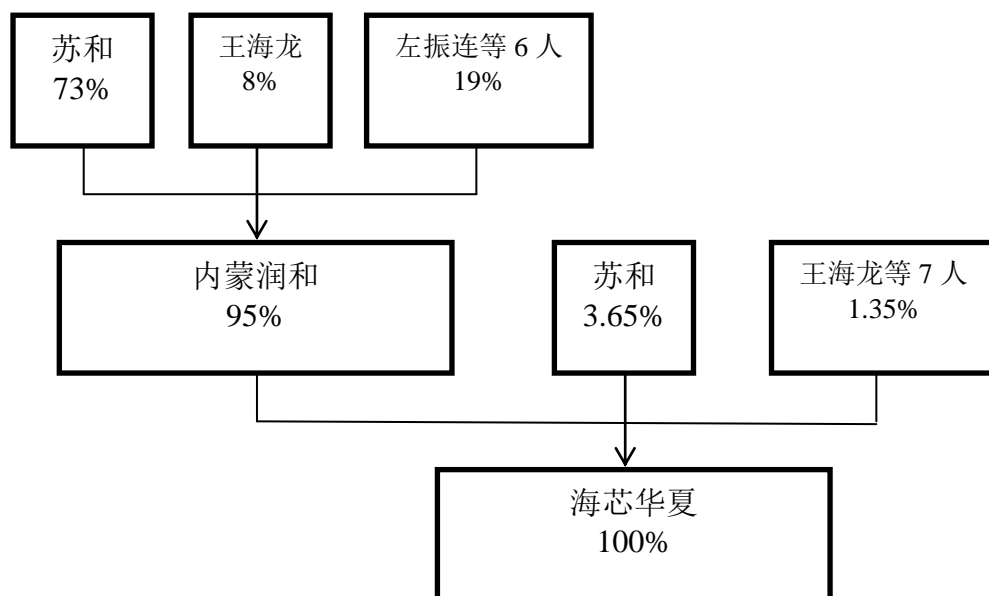 苏和
73%
王海龙
8%
左振连等 6 人
19%
内蒙润和
95%
苏和
3.65%
王海龙等 7 人
1.35%
海芯华夏
100%